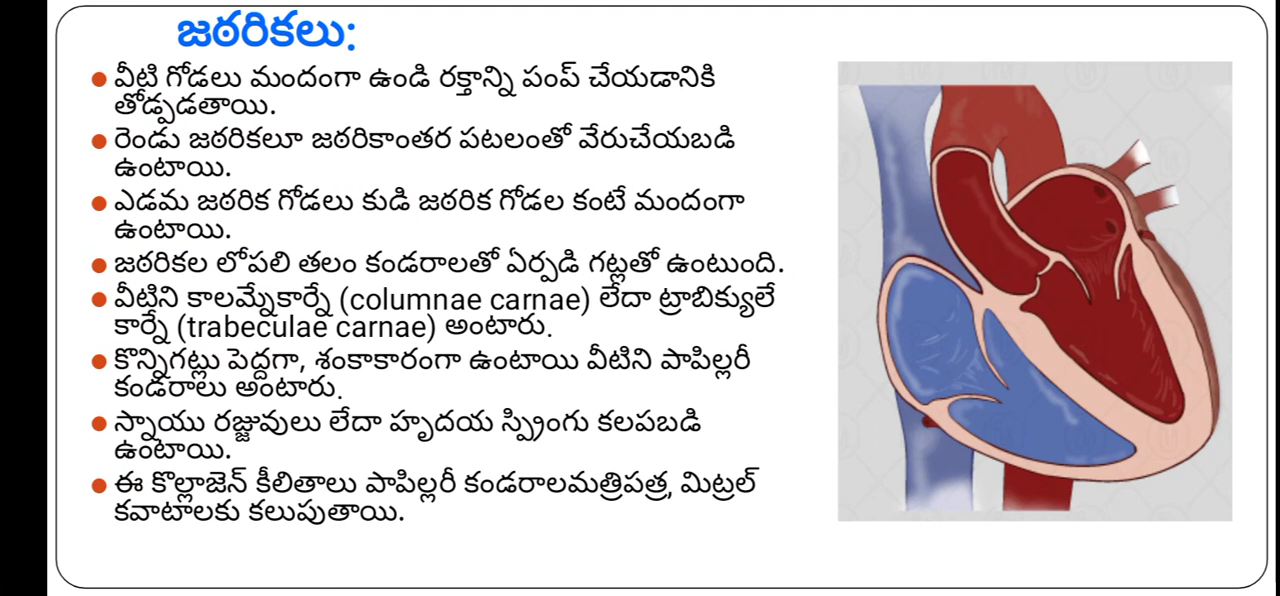 జఠరికలు:
వీటి గోడలు మందంగా ఉండి రక్తాన్ని పంప్ చేయడానికి
తోడ్పడతాయి.
రెండు జఠరికలూ జఠరికాంతర పటలంతో వేరుచేయబడి
ఉంటాయి.
ఎడమ జఠరిక గోడలు కుడి జఠరిక గోడల కంటే మందంగా
ఉంటాయి.
జఠరికల లోపలి తలం కండరాలతో ఏర్పడి గట్లతో ఉంటుంది.
వీటిని కాలమ్నేకార్నే (columnae carnae) లేదా ట్రాబిక్యులే
కార్నే (trabeculae carnae) అంటారు.
కొన్నిగట్లు పెద్దగా, శంకాకారంగా ఉంటాయి వీటిని పాపిల్లరీ
కండరాలు అంటారు.
స్నాయు రజ్జువులు లేదా హృదయ స్ప్రింగు కలపబడి
ఉంటాయి.
ఈ కొల్లాజెన్ కీలితాలు పాపిల్లరీ కండరాలమత్రిపత్ర, మిట్రల్
కవాటాలకు కలుపుతాయి.